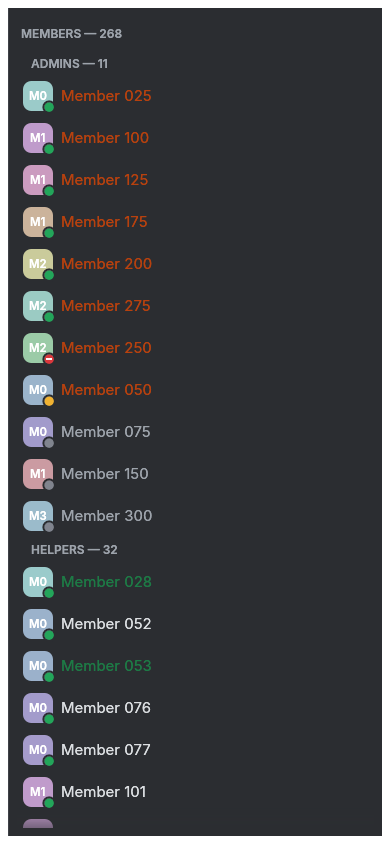 MEMBERS — 268
ADMINS — 11
M0 Member 025
M1 Member 100
M1 Member 125
M1 Member 175
M2 Member 200
M2 Member 275
M2 Member 250
M0 Member 050
M0 Member 075
M1 Member 150
M3 Member 300
HELPERS — 32
M0 Member 028
M0 Member 052
M0 Member 053
M0 Member 076
M0 Member 077
M1 Member 101